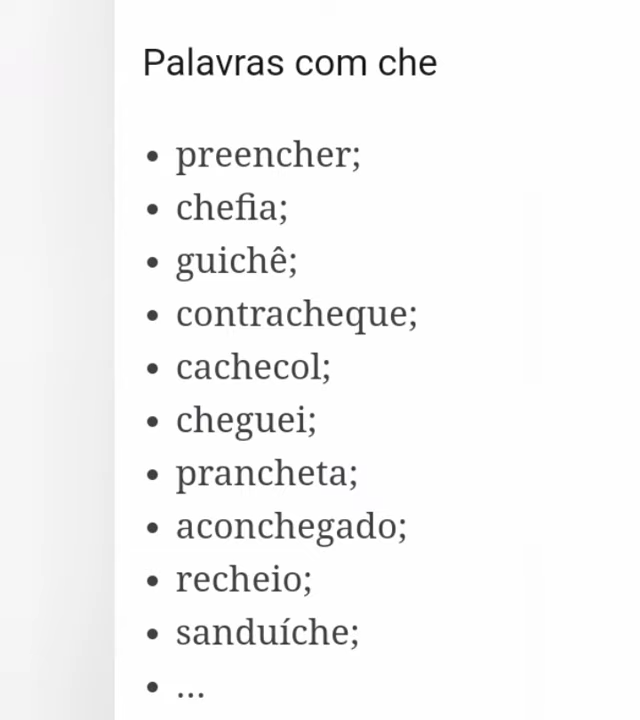 Palavras com che
• preencher;
• chefia;
• guichê;
• contracheque;
• cachecol;
• cheguei;
• prancheta;
• aconchegado;
• recheio;
• sanduíche;
• ...